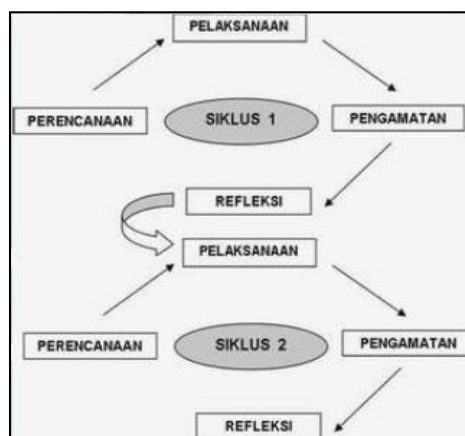 PELAKSANAAN
PERENCANAAN
SIKLUS 1
PENGAMATAN
REFLEKSI
PELAKSANAAN
PERENCANAAN
SIKLUS 2
PENGAMATAN
REFLEKSI